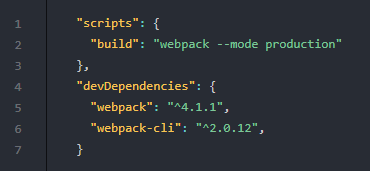 1 "scripts": {
2 "build": "webpack --mode production"
3 },
4 "devDependencies": {
5 "webpack": "^4.1.1",
6 "webpack-cli": "^2.0.12",
7 }